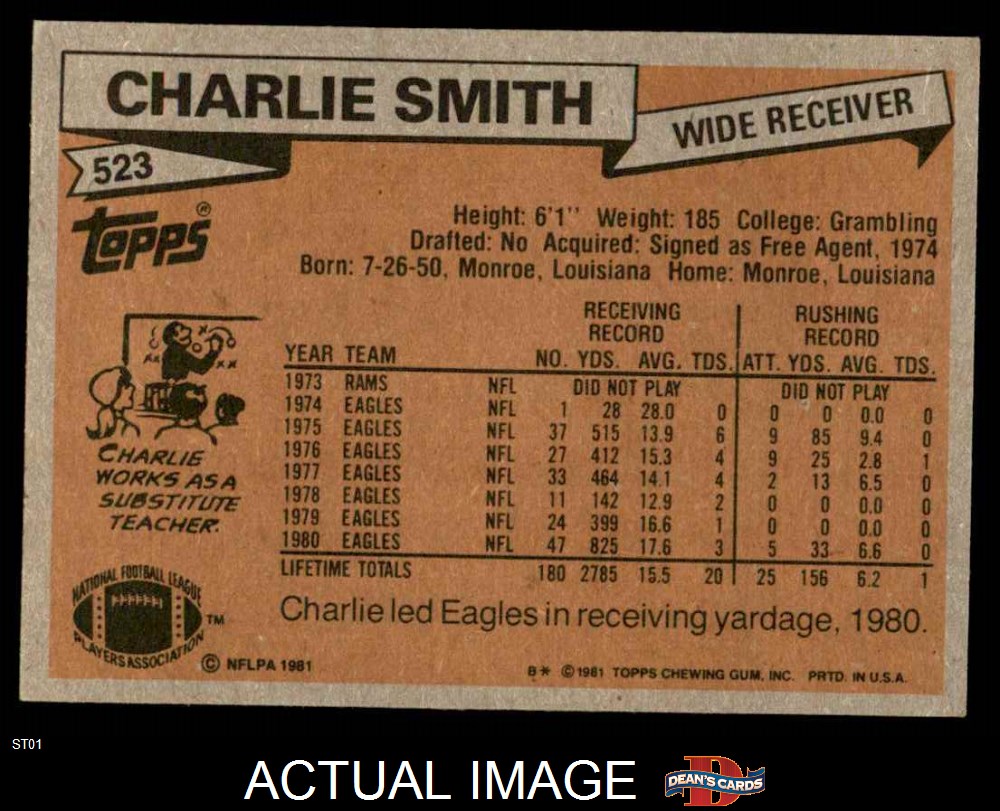 CHARLIE SMITH
WIDE RECEIVER
523
Topps®
Height: 6'1'' Weight: 185 College: Grambling
Drafted: No Acquired: Signed as Free Agent, 1974
Born: 7-26-50, Monroe, Louisiana Home: Monroe, Louisiana
RECEIVING RECORD RUSHING RECORD
YEAR TEAM NO. YDS. AVG. TDS. ATT. YDS. AVG. TDS.
1973 RAMS NFL DID NOT PLAY DID NOT PLAY
1974 EAGLES NFL 1 28 28.0 0 0 0 0.0 0
1975 EAGLES NFL 37 515 13.9 6 9 85 9.4 0
1976 EAGLES NFL 27 412 15.3 4 9 25 2.8 1
1977 EAGLES NFL 33 464 14.1 4 2 13 6.5 0
1978 EAGLES NFL 11 142 12.9 2 0 0 0.0 0
1979 EAGLES NFL 24 399 16.6 1 0 0 0.0 0
1980 EAGLES NFL 47 825 17.6 3 5 33 6.6 0
LIFETIME TOTALS 180 2785 15.5 20 25 156 6.2 1
CHARLIE
WORKS AS A
SUBSTITUTE
TEACHER.
Charlie led Eagles in receiving yardage, 1980.
NATIONAL FOOTBALL LEAGUE
PLAYERS ASSOCIATION
TM
© NFLPA 1981
B* ©1981 TOPPS CHEWING GUM, INC. PRTD. IN U.S.A.
ST01
ACTUAL IMAGE
D
DEAN'S CARDS